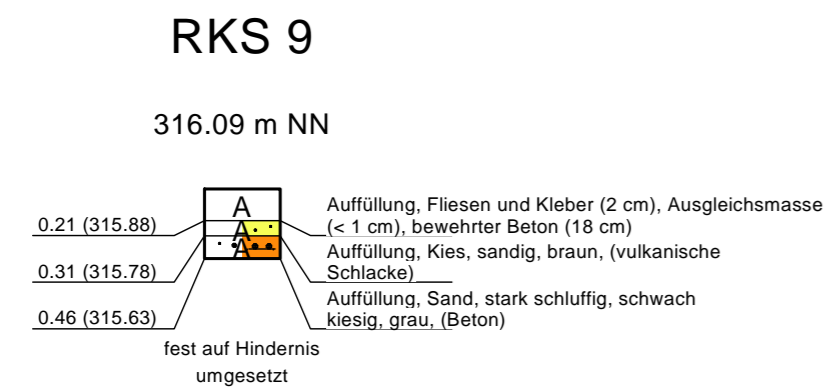 RKS 9
316.09 m NN
A
A
A
0.21 (315.88)
0.31 (315.78)
0.46 (315.63)
Auffüllung, Fliesen und Kleber (2 cm), Ausgleichsmasse
(< 1 cm), bewehrter Beton (18 cm)
Auffüllung, Kies, sandig, braun, (vulkanische
Schlacke)
Auffüllung, Sand, stark schluffig, schwach
kiesig, grau, (Beton)
fest auf Hindernis
umgesetzt